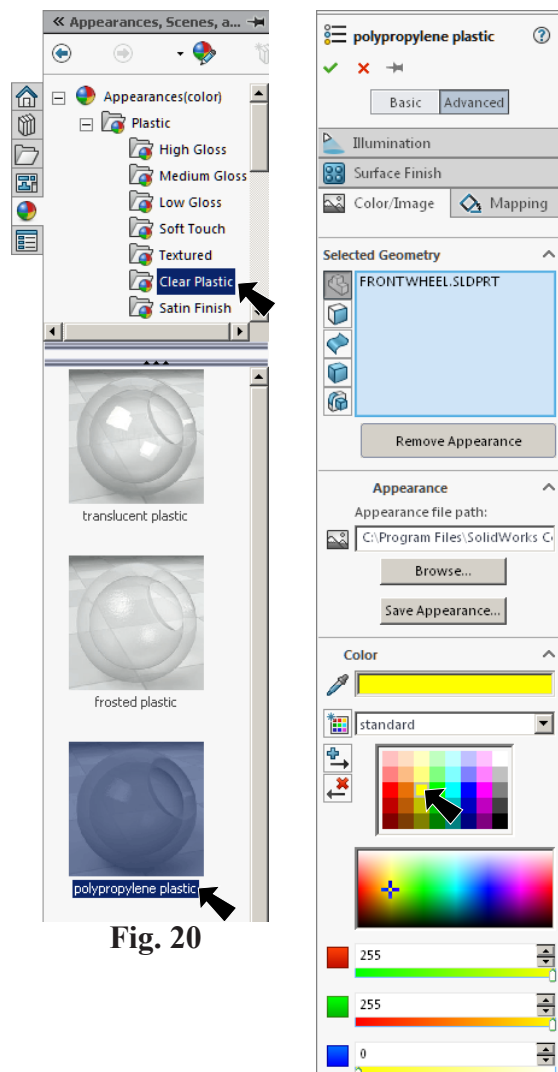 Appearances, Scenes, a...
Appearances(color)
Plastic
High Gloss
Medium Gloss
Low Gloss
Soft Touch
Textured
Clear Plastic
Satin Finish
translucent plastic
frosted plastic
polypropylene plastic
Fig. 20
polypropylene plastic
Basic Advanced
Illumination
Surface Finish
Color/Image Mapping
Selected Geometry
FRONTWHEEL.SLDPRT
Remove Appearance
Appearance
Appearance file path:
C:\Program Files\SolidWorks C
Browse...
Save Appearance...
Color
standard
255
255
0